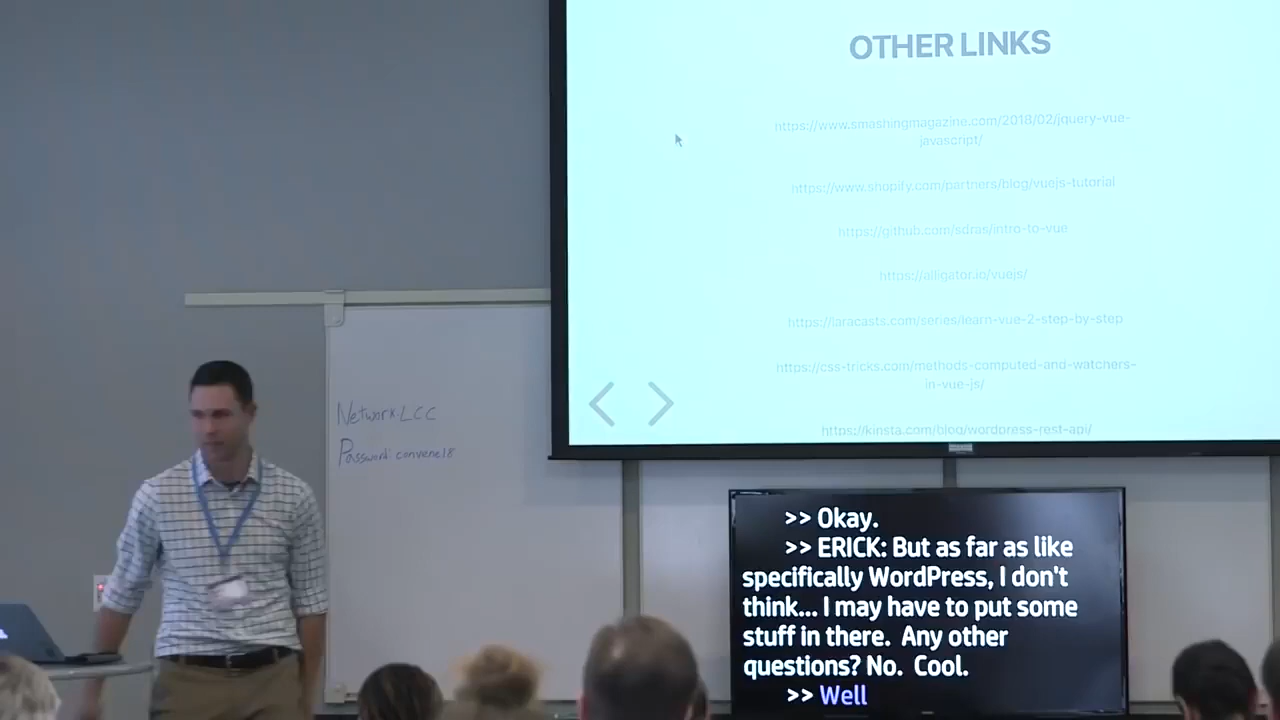 OTHER LINKS
https://www.smashingmagazine.com/2018/02/jquery-vue-
javascript/
https://www.shopify.com/partners/blog/vuejs-tutorial
https://github.com/sdras/intro-to-vue
https://alligator.io/vuejs/
https://laracasts.com/series/learn-vue-2-step-by-step
https://css-tricks.com/methods-computed-and-watchers-
in-vue-js/
https://kinsta.com/blog/wordpress-rest-api/
Network LCC
Password convene18
>> Okay.
>> ERICK: But as far as like
specifically WordPress, I don't
think... I may have to put some
stuff in there. Any other
questions? No. Cool.
>> Well